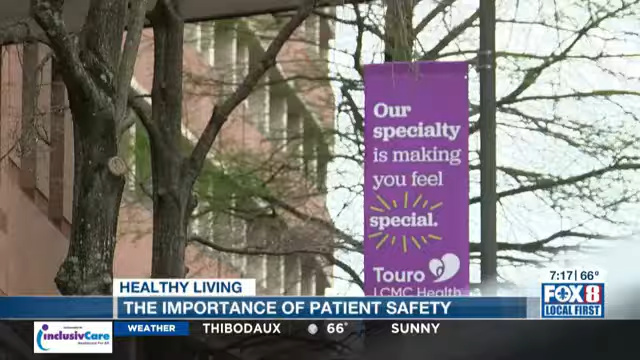 Our
specialty
is making
you feel
special.
Touro
LCMC Health
HEALTHY LIVING
THE IMPORTANCE OF PATIENT SAFETY
7:17 66°
FOX 8
LOCAL FIRST
inclusivCare
WEATHER THIBODAUX 66° SUNNY